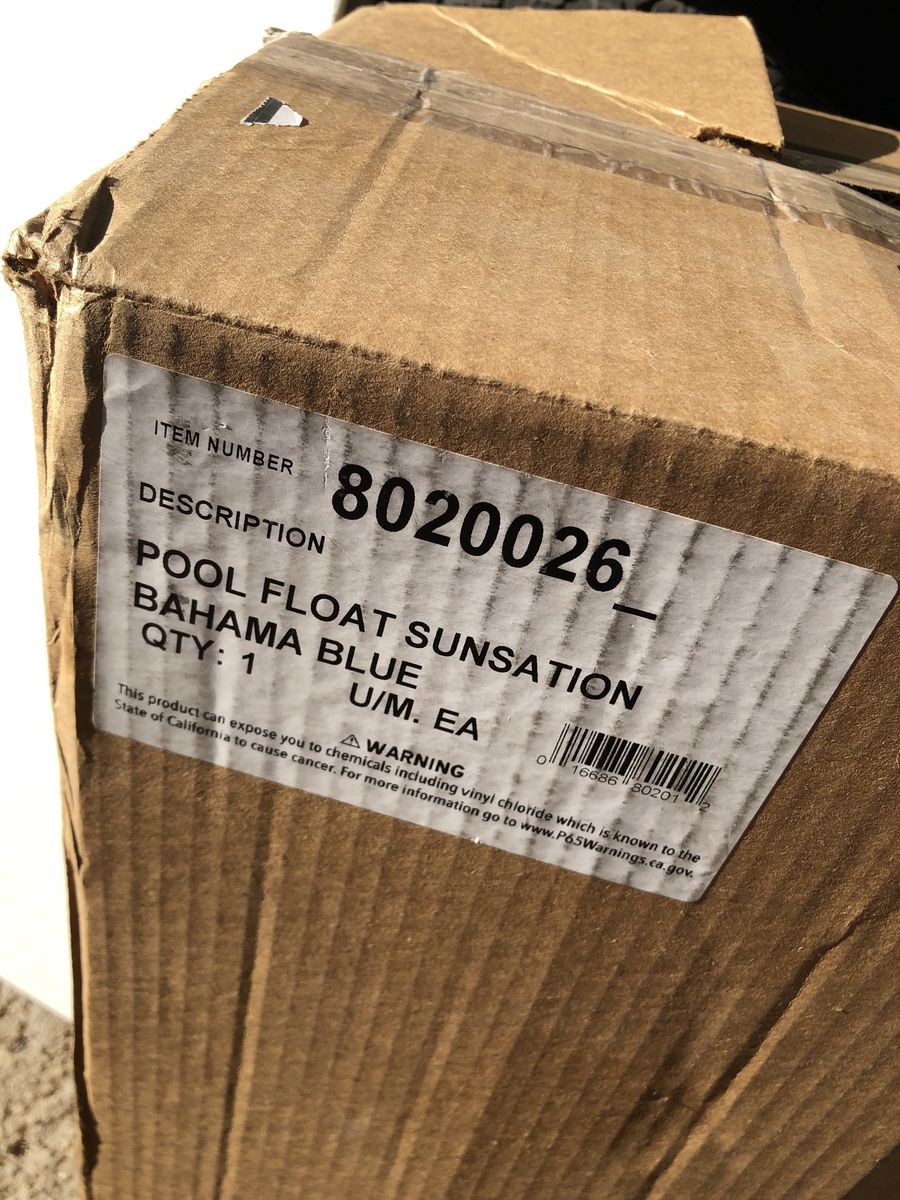 ITEM NUMBER
8020026_
DESCRIPTION
POOL FLOAT SUNSATION
BAHAMA BLUE
QTY: 1
U/M. EA
⚠ WARNING
This product can expose you to chemicals including vinyl chloride which is known to the
State of California to cause cancer. For more information go to www.P65Warnings.ca.gov.
0 16686 80201 2